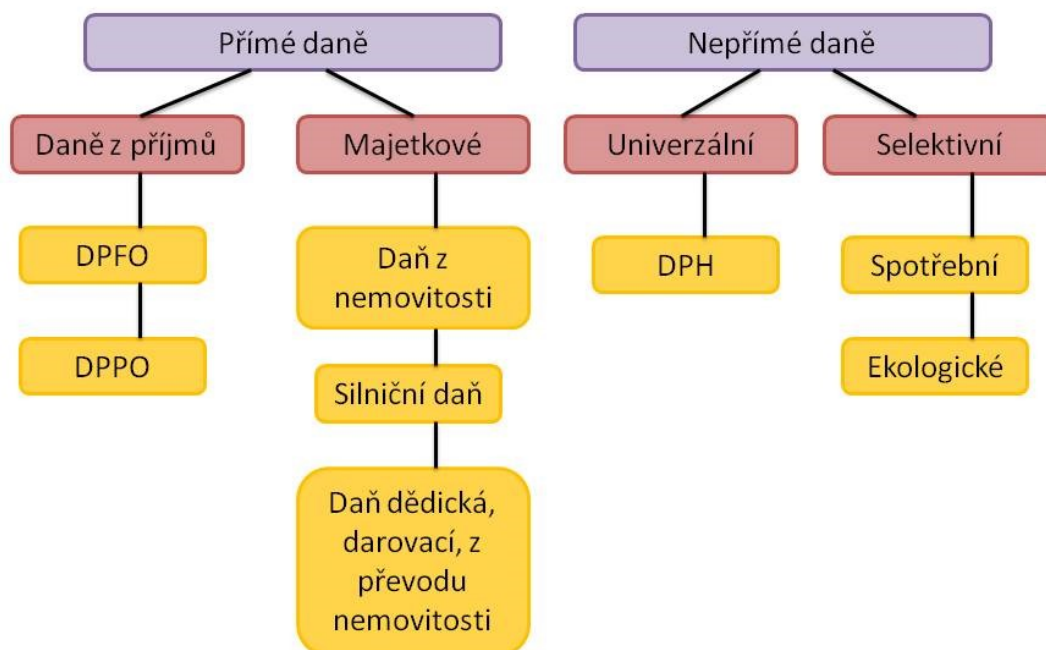 Přímé daně
Nepřímé daně
Daně z příjmů
Majetkové
Univerzální
Selektivní
DPFO
DPPO
Daň z
nemovitosti
Silniční daň
Daň dědická,
darovací, z
převodu
nemovitosti
DPH
Spotřební
Ekologické